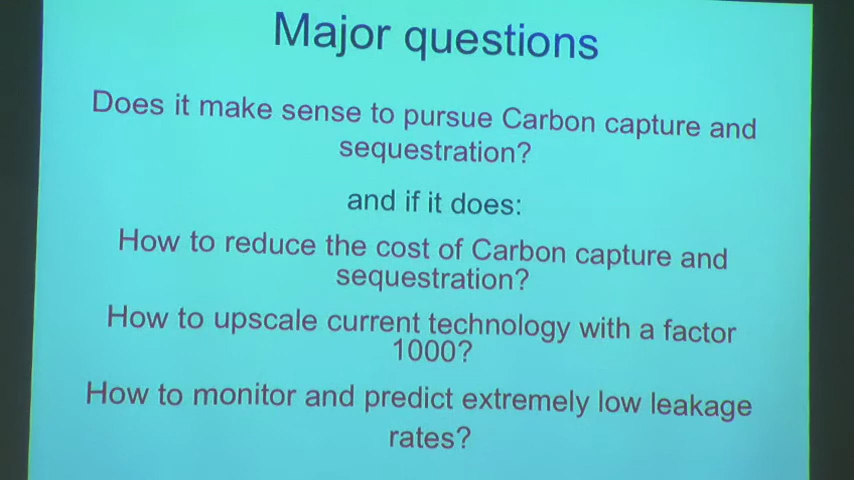 Major questions
Does it make sense to pursue Carbon capture and
sequestration?
and if it does:
How to reduce the cost of Carbon capture and
sequestration?
How to upscale current technology with a factor
1000?
How to monitor and predict extremely low leakage
rates?